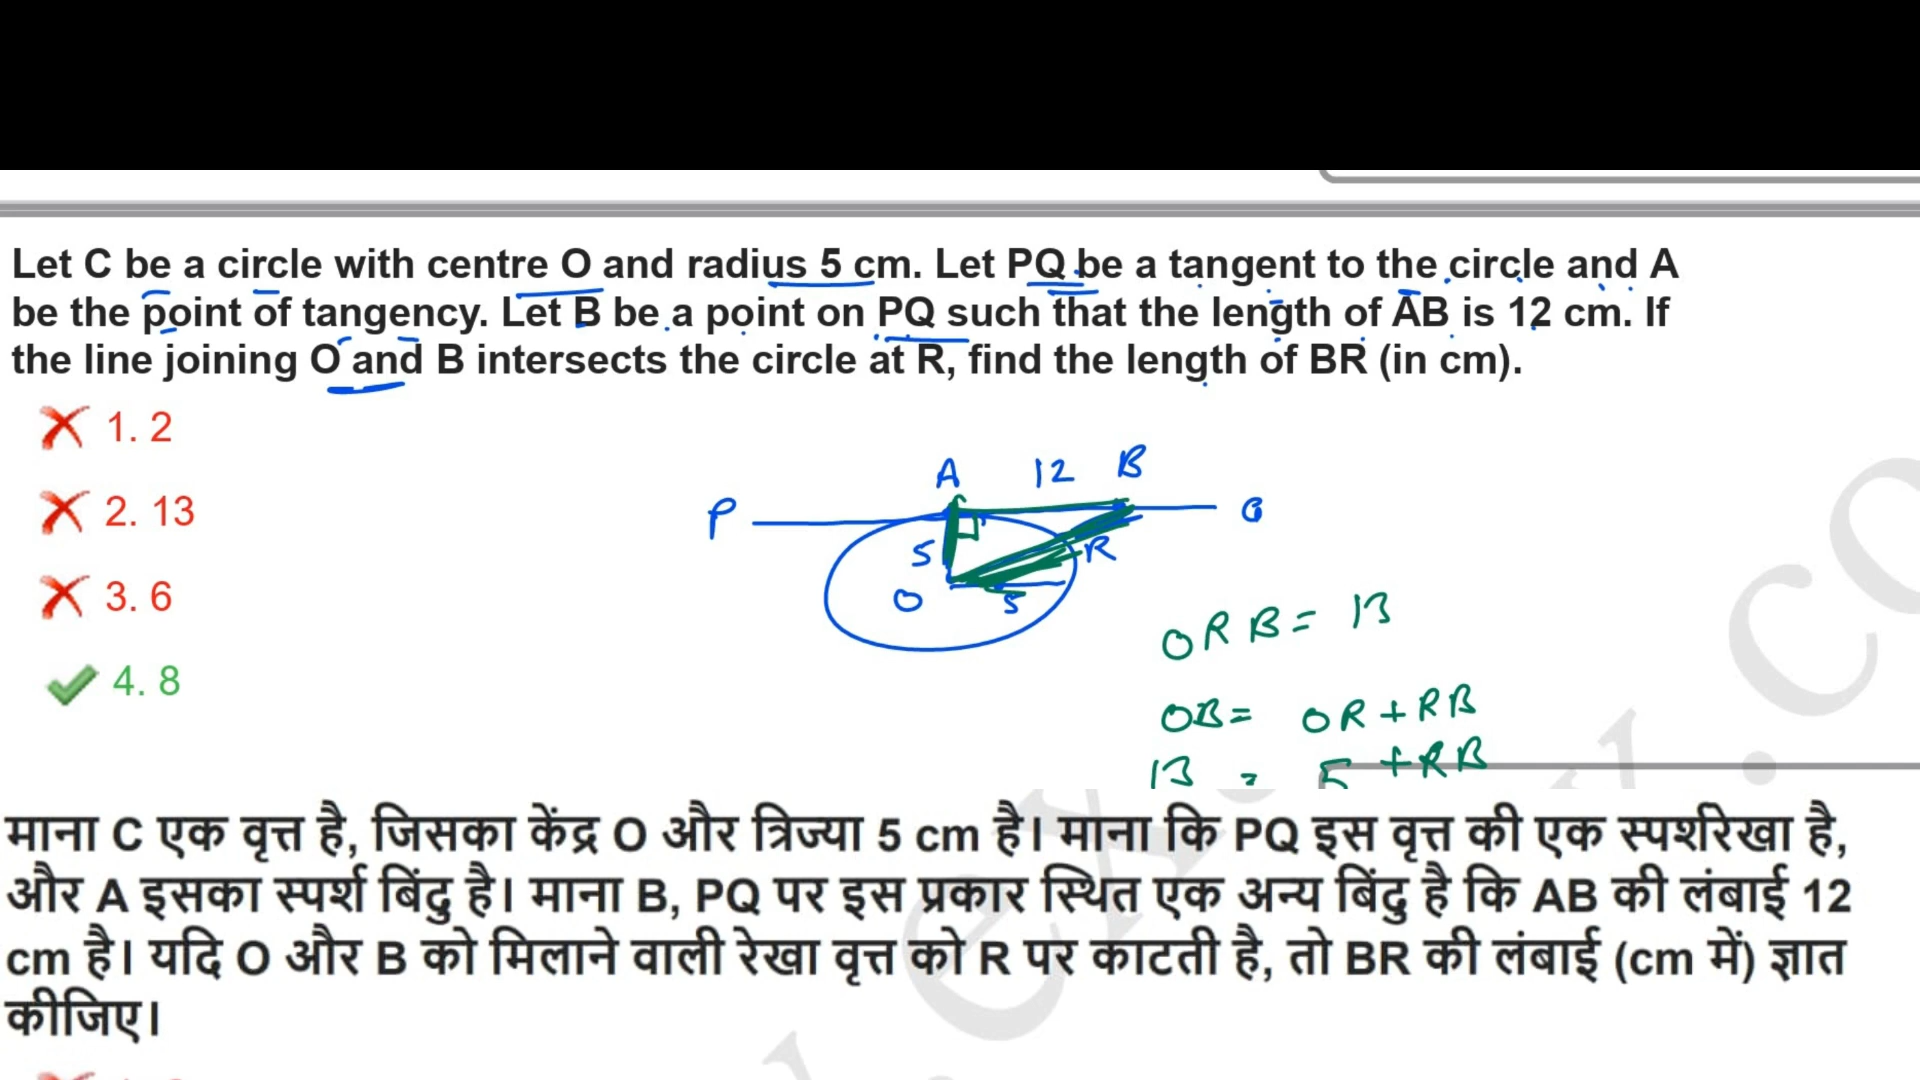 Let C be a circle with centre O and radius 5 cm. Let PQ be a tangent to the circle and A
be the point of tangency. Let B be a point on PQ such that the length of AB is 12 cm. If
the line joining O and B intersects the circle at R, find the length of BR (in cm).
1. 2
2. 13
3. 6
4. 8
A 12 B
P Q
5 R
O 5
ORB = 13
OB = OR + RB
13 = 5 + RB
माना C एक वृत्त है, जिसका केंद्र O और त्रिज्या 5 cm है। माना कि PQ इस वृत्त की एक स्पर्शरेखा है,
और A इसका स्पर्श बिंदु है। माना B, PQ पर इस प्रकार स्थित एक अन्य बिंदु है कि AB की लंबाई 12
cm है। यदि O और B को मिलाने वाली रेखा वृत्त को R पर काटती है, तो BR की लंबाई (cm में) ज्ञात
कीजिए।